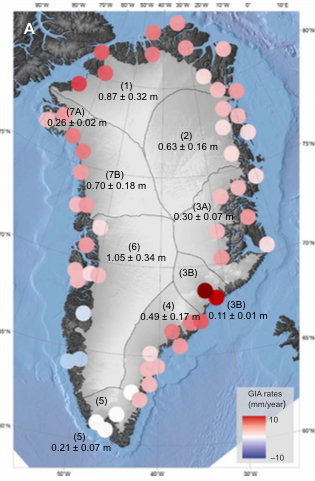 A
80°W
70°W
60°W
50°W
40°W
30°W
20°W
10°W
0°
10°E
80°N
(1)
0.87 ± 0.32 m
(7A)
0.26 ± 0.02 m
(2)
0.63 ± 0.16 m
75°N
(7B)
0.70 ± 0.18 m
(3A)
0.30 ± 0.07 m
70°N
(6)
1.05 ± 0.34 m
(3B)
(3B)
0.11 ± 0.01 m
(4)
0.49 ± 0.17 m
65°N
GIA rates
(mm/year)
10
−10
(5)
(5)
0.21 ± 0.07 m
60°N
50°W
40°W
30°W